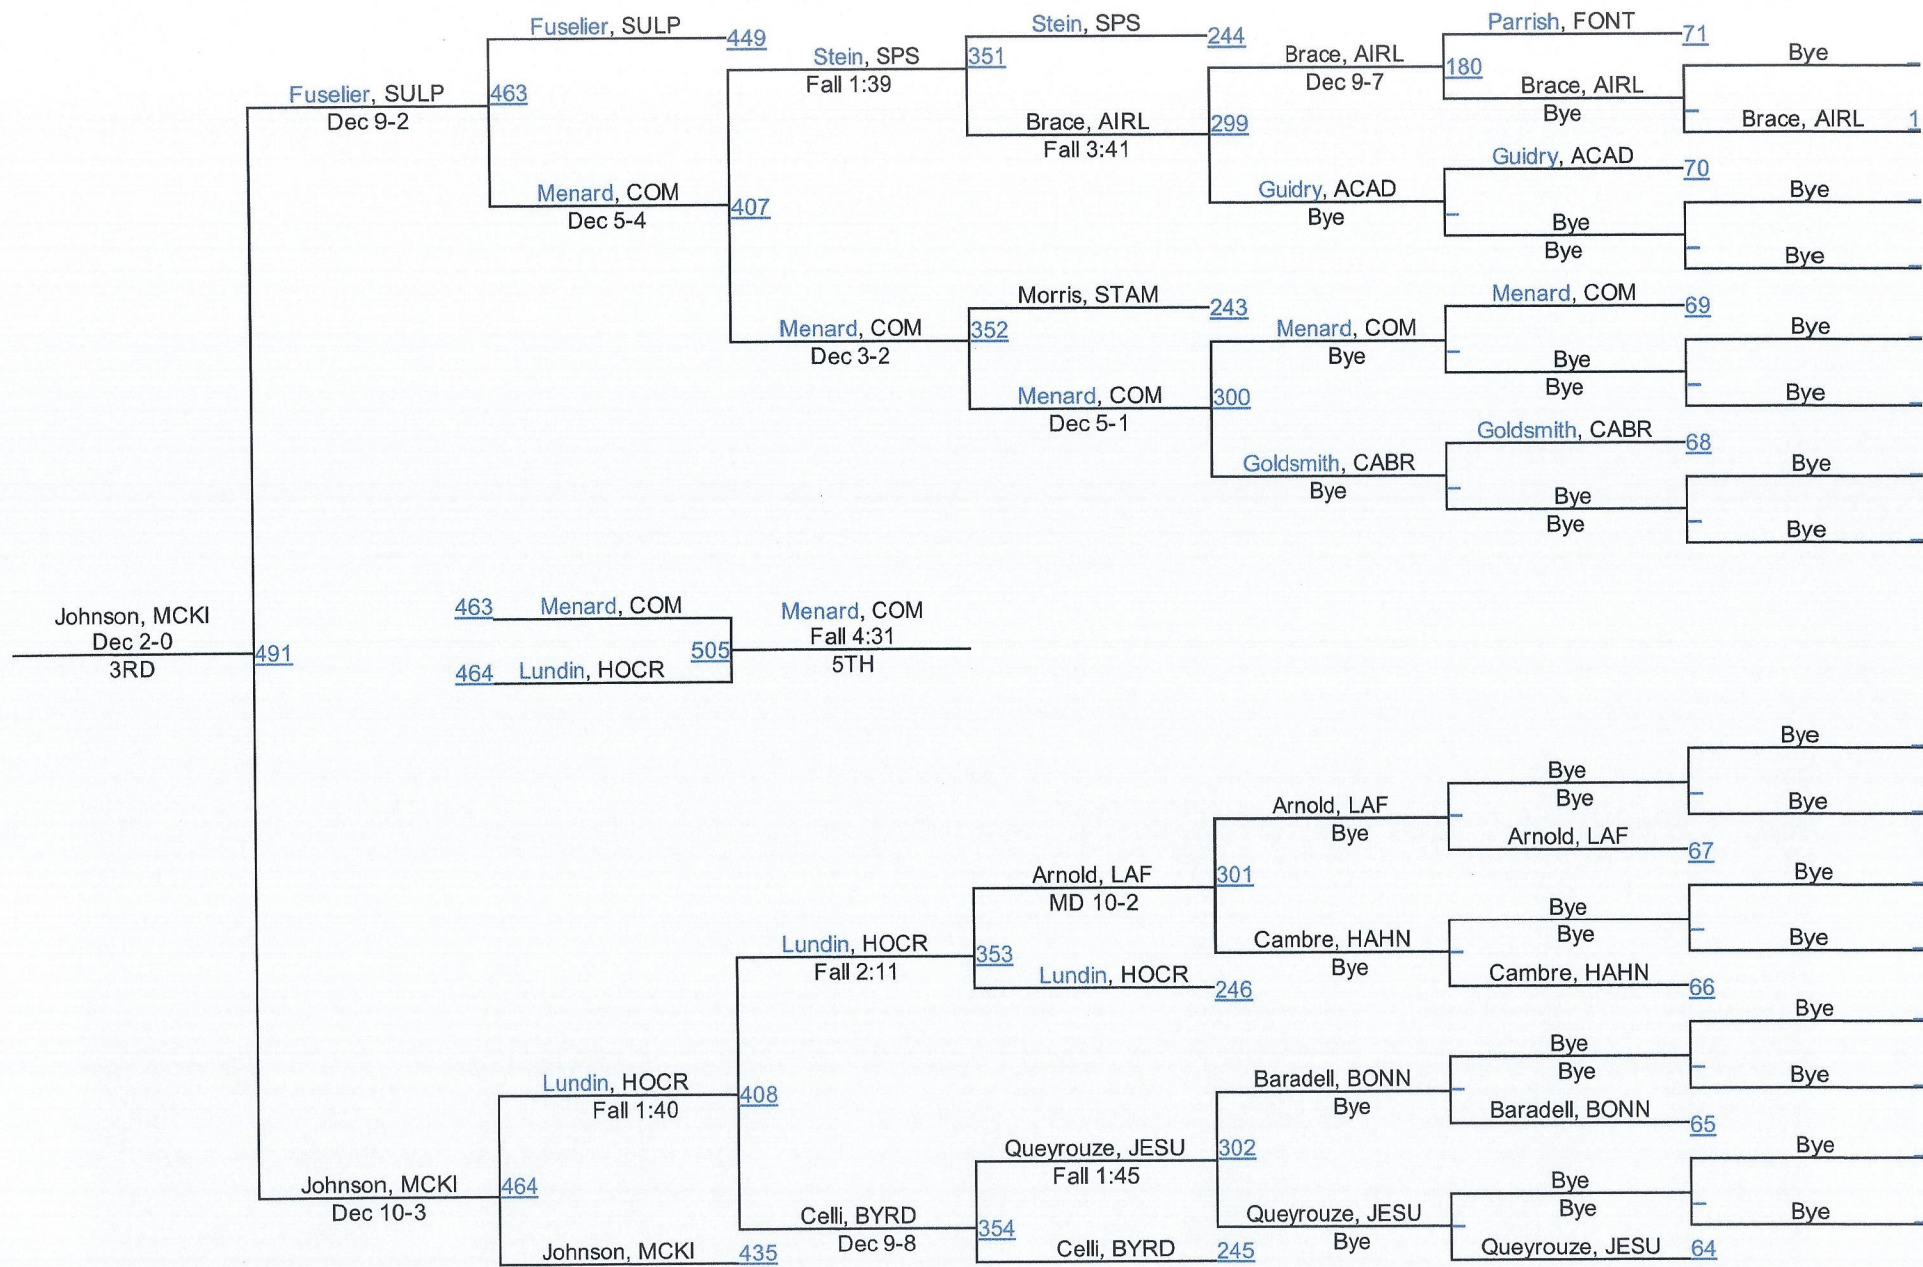 Fuselier, SULP
449
Stein, SPS
244
Parrish, FONT
71
Bye
Stein, SPS
Fall 1:39
351
Brace, AIRL
Dec 9-7
180
Brace, AIRL
Bye
Brace, AIRL
1
Fuselier, SULP
Dec 9-2
463
Brace, AIRL
Fall 3:41
299
Guidry, ACAD
70
Bye
Menard, COM
Dec 5-4
407
Guidry, ACAD
Bye
Bye
Bye
Bye
Morris, STAM
243
Menard, COM
69
Bye
Menard, COM
Dec 3-2
352
Menard, COM
Bye
Bye
Bye
Bye
Menard, COM
Dec 5-1
300
Goldsmith, CABR
68
Bye
Goldsmith, CABR
Bye
Bye
Bye
Bye
Johnson, MCKI
Dec 2-0
3RD
491
463
Menard, COM
464
Lundin, HOCR
505
Menard, COM
Fall 4:31
5TH
Bye
Bye
Bye
Bye
Arnold, LAF
Bye
Arnold, LAF
67
Arnold, LAF
MD 10-2
301
Bye
Bye
Bye
Bye
Cambre, HAHN
Bye
Cambre, HAHN
66
Lundin, HOCR
Fall 2:11
353
Lundin, HOCR
246
Bye
Bye
Bye
Bye
Lundin, HOCR
Fall 1:40
408
Baradell, BONN
Bye
Baradell, BONN
65
Queyrouze, JESU
Fall 1:45
302
Bye
Bye
Bye
Bye
Johnson, MCKI
Dec 10-3
464
Celli, BYRD
Dec 9-8
354
Queyrouze, JESU
Bye
Queyrouze, JESU
64
Johnson, MCKI
435
Celli, BYRD
245